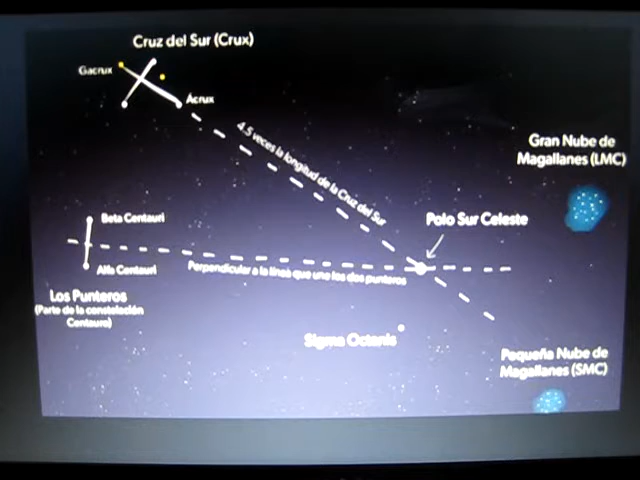 Cruz del Sur (Crux)
Gacrux
Acrux
4.5 veces la longitud de la Cruz del Sur
Gran Nube de
Magallanes (LMC)
Beta Centauri
Polo Sur Celeste
Alfa Centauri
Perpendicular a la línea que une los dos punteros
Los Punteros
(Parte de la constelación
Centauro)
Sigma Octanis
Pequeña Nube de
Magallanes (SMC)